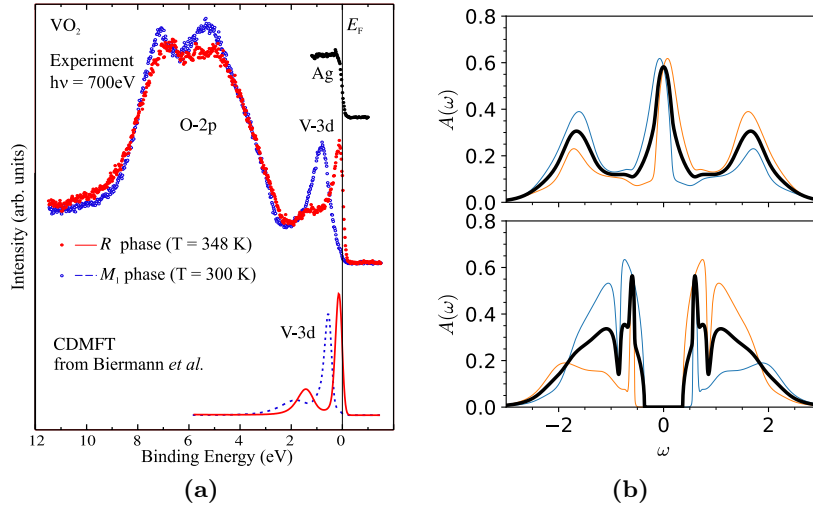 VO₂
E_F
Experiment
hν = 700eV
Ag
O-2p
V-3d
R phase (T = 348 K)
M₁ phase (T = 300 K)
V-3d
CDMFT
from Biermann et al.
Intensity (arb. units)
12 10 8 6 4 2 0
Binding Energy (eV)
(a)
A(ω)
0.8
0.6
0.4
0.2
0.0
A(ω)
0.8
0.6
0.4
0.2
0.0
−2 0 2
ω
(b)